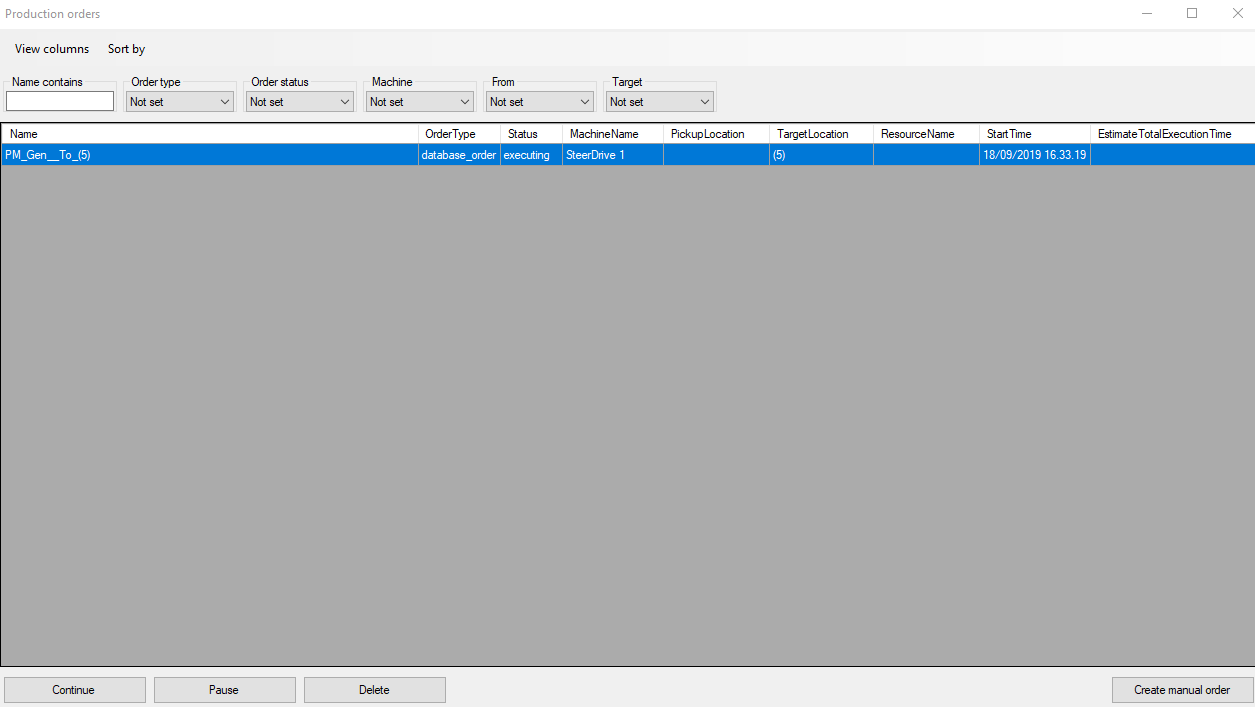 Production orders
View columns Sort by
Name contains Order type Order status Machine From Target
Not set Not set Not set Not set Not set
Name OrderType Status MachineName PickupLocation TargetLocation ResourceName StartTime EstimateTotalExecutionTime
PM_Gen__To_(5) database_order executing SteerDrive 1 (5) 18/09/2019 16.33.19
Continue Pause Delete Create manual order